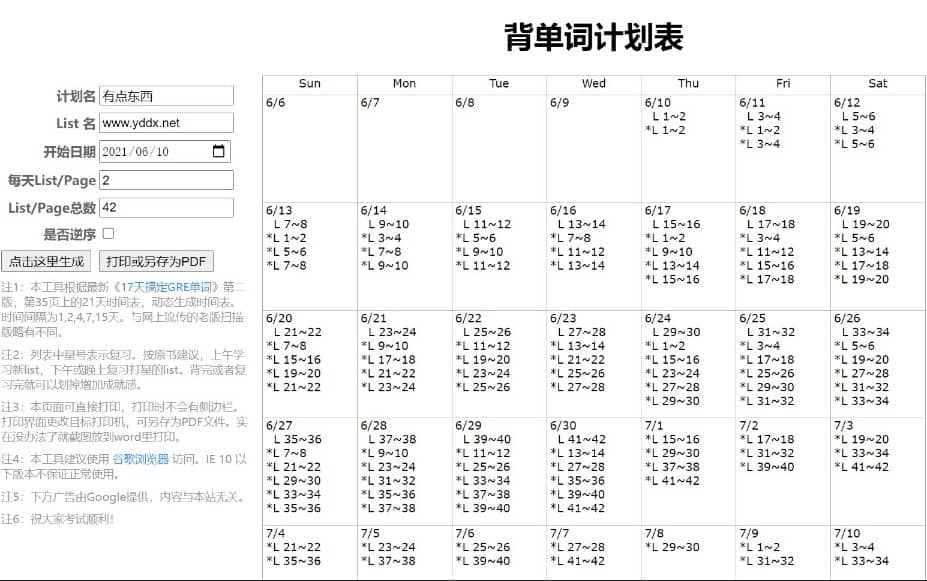 背单词计划表
计划名 有点东西
List 名 www.yddx.net
开始日期 2021/06/10
每天List/Page 2
List/Page总数 42
是否逆序
点击这里生成 打印或另存为PDF
注1：本工具根据最新《17天搞定GRE单词》第二
版，第35页上的21天时间表，动态生成时间表。
时间间隔为1,2,4,7,15天。与网上流传的老版扫描
版略有不同。
注2：列表中星号表示复习。按原书建议，上午学
习新list，下午或晚上复习打星的list。背完或者复
习完就可以划掉增加成就感。
注3：本页面可直接打印，打印时不会有侧边栏。
打印界面更改目标打印机，可另存为PDF文件。实
在没办法了就截图放到word里打印。
注4：本工具建议使用 谷歌浏览器 访问。IE 10 以
下版本不保证正常使用。
注5：下方广告由Google提供，内容与本站无关。
注6：祝大家考试顺利！
Sun Mon Tue Wed Thu Fri Sat
6/6 6/7 6/8 6/9 6/10 6/11 6/12
L 1~2 L 3~4 L 5~6
*L 1~2 *L 1~2 *L 3~4
*L 3~4 *L 5~6
6/13 6/14 6/15 6/16 6/17 6/18 6/19
L 7~8 L 9~10 L 11~12 L 13~14 L 15~16 L 17~18 L 19~20
*L 1~2 *L 3~4 *L 5~6 *L 7~8 *L 1~2 *L 3~4 *L 5~6
*L 5~6 *L 7~8 *L 9~10 *L 11~12 *L 9~10 *L 11~12 *L 13~14
*L 7~8 *L 9~10 *L 11~12 *L 13~14 *L 13~14 *L 15~16 *L 17~18
*L 15~16 *L 17~18 *L 19~20
6/20 6/21 6/22 6/23 6/24 6/25 6/26
L 21~22 L 23~24 L 25~26 L 27~28 L 29~30 L 31~32 L 33~34
*L 7~8 *L 9~10 *L 11~12 *L 13~14 *L 1~2 *L 3~4 *L 5~6
*L 15~16 *L 17~18 *L 19~20 *L 21~22 *L 15~16 *L 17~18 *L 19~20
*L 19~20 *L 21~22 *L 23~24 *L 25~26 *L 23~24 *L 25~26 *L 27~28
*L 21~22 *L 23~24 *L 25~26 *L 27~28 *L 27~28 *L 29~30 *L 31~32
*L 29~30 *L 31~32 *L 33~34
6/27 6/28 6/29 6/30 7/1 7/2 7/3
L 35~36 L 37~38 L 39~40 L 41~42 *L 15~16 *L 17~18 *L 19~20
*L 7~8 *L 9~10 *L 11~12 *L 13~14 *L 29~30 *L 31~32 *L 33~34
*L 21~22 *L 23~24 *L 25~26 *L 27~28 *L 37~38 *L 39~40 *L 41~42
*L 29~30 *L 31~32 *L 33~34 *L 35~36 *L 41~42
*L 33~34 *L 35~36 *L 37~38 *L 39~40
*L 35~36 *L 37~38 *L 39~40 *L 41~42
7/4 7/5 7/6 7/7 7/8 7/9 7/10
*L 21~22 *L 23~24 *L 25~26 *L 27~28 *L 29~30 *L 1~2 *L 3~4
*L 35~36 *L 37~38 *L 39~40 *L 41~42 *L 31~32 *L 33~34